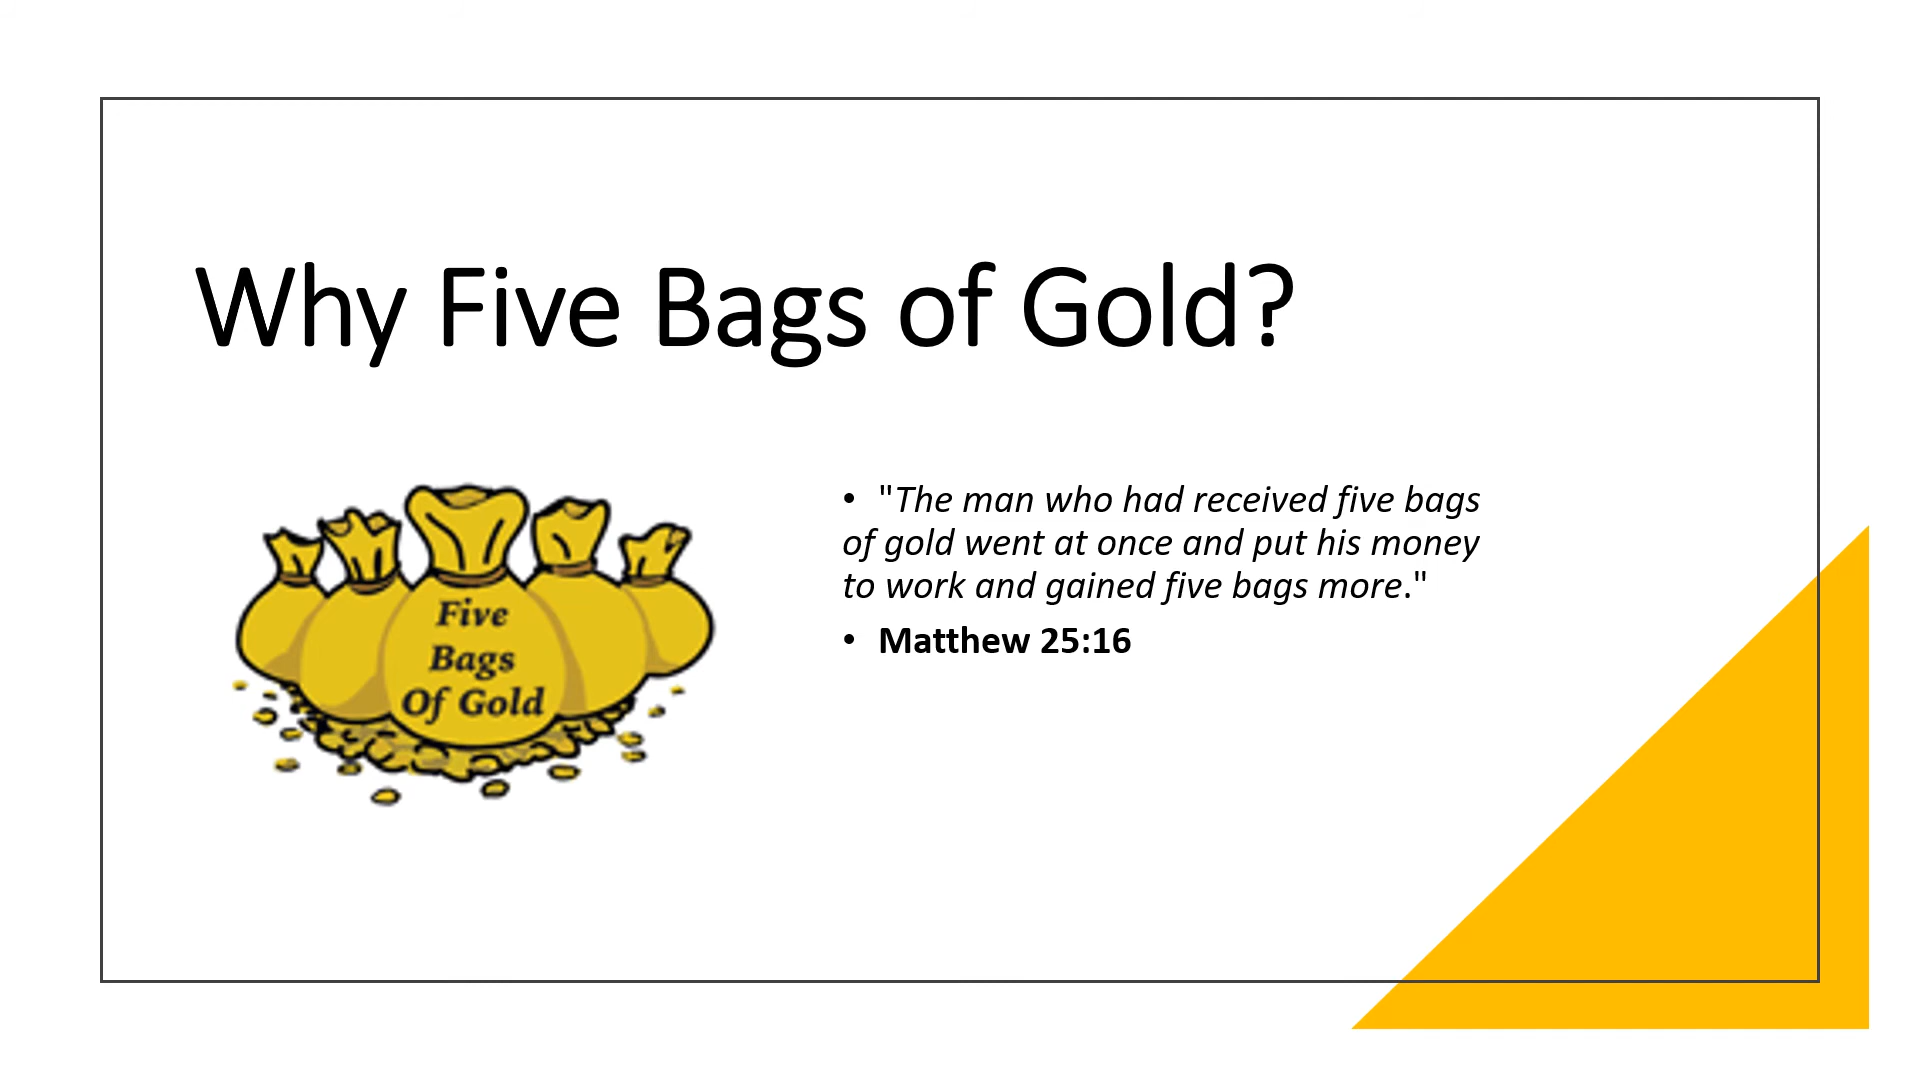 Why Five Bags of Gold?
Five
Bags
Of Gold
• "The man who had received five bags
of gold went at once and put his money
to work and gained five bags more."
• Matthew 25:16